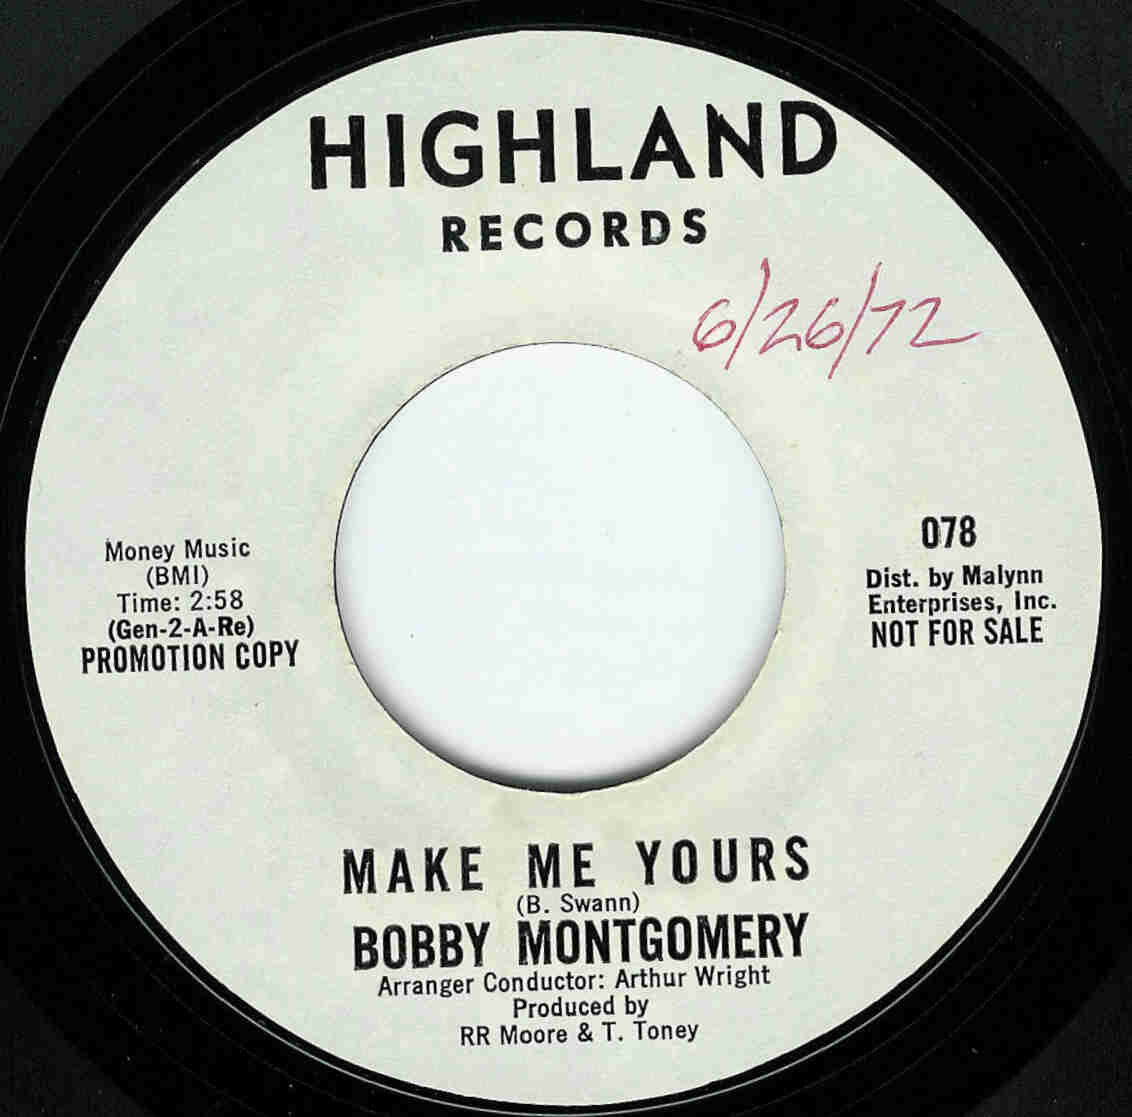 HIGHLAND
RECORDS
6/26/72
Money Music
(BMI)
Time: 2:58
(Gen-2-A-Re)
PROMOTION COPY
078
Dist. by Malynn
Enterprises, Inc.
NOT FOR SALE
MAKE ME YOURS
(B. Swann)
BOBBY MONTGOMERY
Arranger Conductor: Arthur Wright
Produced by
RR Moore & T. Toney